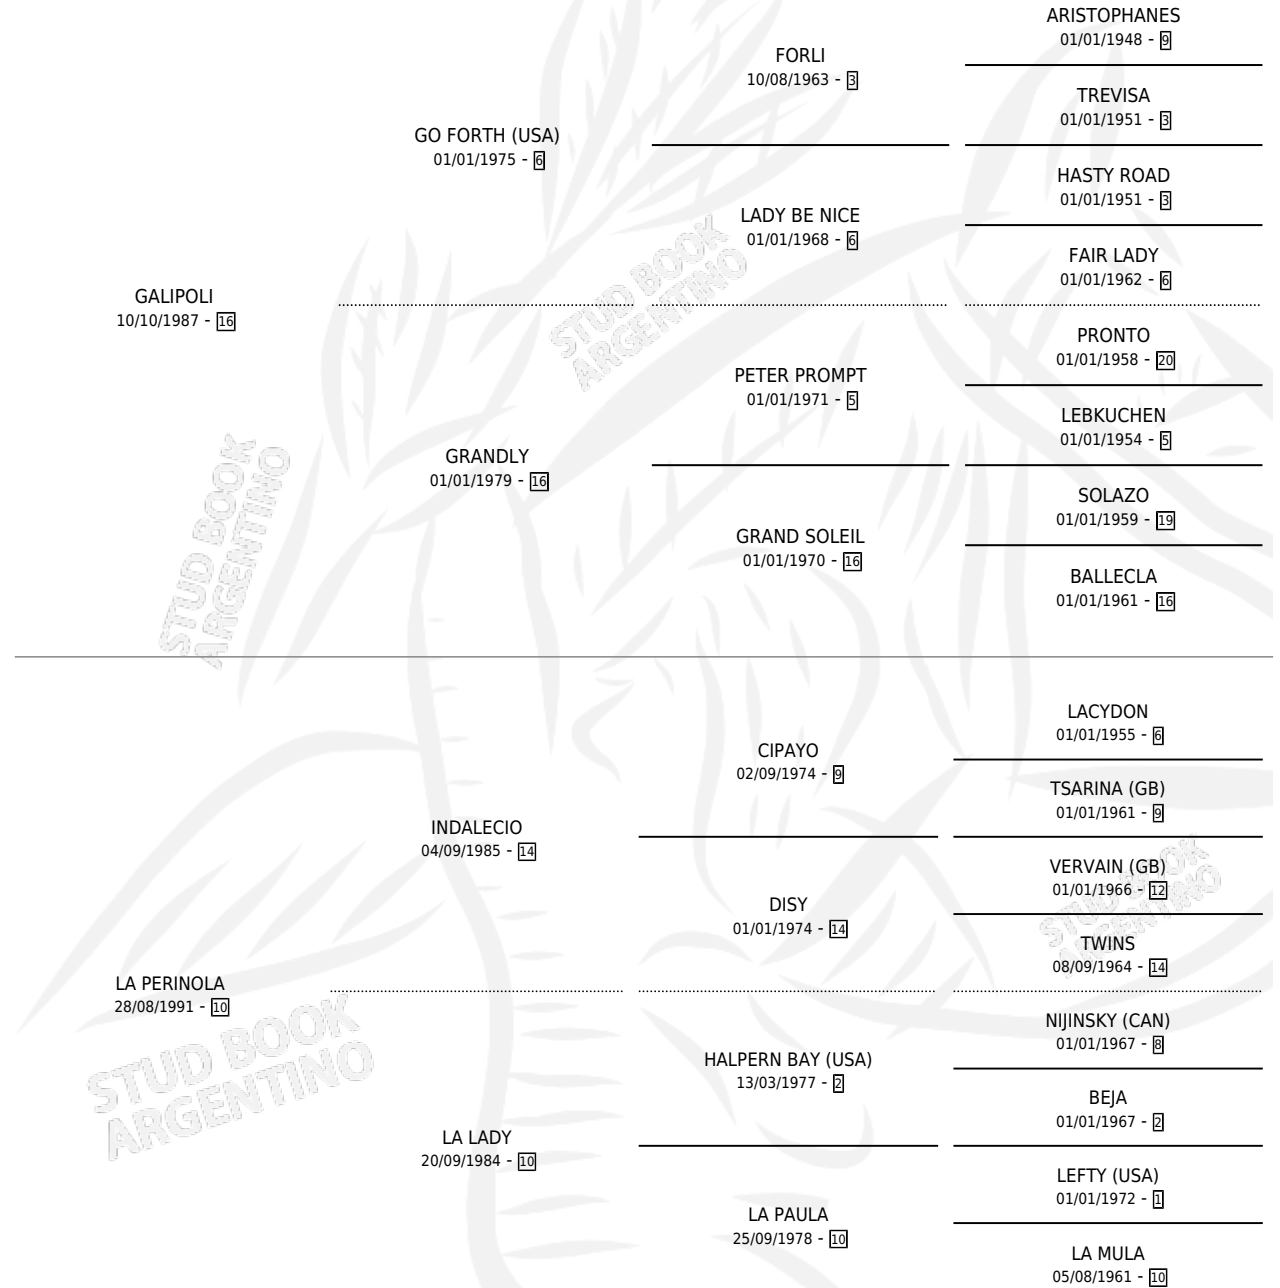 ARISTOPHANES
01/01/1948 - 9
FORLI
10/08/1963 - 3
TREVISA
01/01/1951 - 3
GO FORTH (USA)
01/01/1975 - 6
HASTY ROAD
01/01/1951 - 3
LADY BE NICE
01/01/1968 - 6
FAIR LADY
01/01/1962 - 6
GALIPOLI
10/10/1987 - 16
PRONTO
01/01/1958 - 20
PETER PROMPT
01/01/1971 - 5
LEBKUCHEN
01/01/1954 - 5
GRANDLY
01/01/1979 - 16
SOLAZO
01/01/1959 - 19
GRAND SOLEIL
01/01/1970 - 16
BALLECLA
01/01/1961 - 16
STUD BOOK
ARGENTINO
STUD BOOK
ARGENTINO
LACYDON
01/01/1955 - 6
CIPAYO
02/09/1974 - 9
TSARINA (GB)
01/01/1961 - 9
INDALECIO
04/09/1985 - 14
VERVAIN (GB)
01/01/1966 - 12
DISY
01/01/1974 - 14
TWINS
08/09/1964 - 14
STUD BOOK
ARGENTINO
LA PERINOLA
28/08/1991 - 10
NIJINSKY (CAN)
01/01/1967 - 8
HALPERN BAY (USA)
13/03/1977 - 2
BEJA
01/01/1967 - 2
STUD BOOK
ARGENTINO
LA LADY
20/09/1984 - 10
LEFTY (USA)
01/01/1972 - 1
LA PAULA
25/09/1978 - 10
LA MULA
05/08/1961 - 10